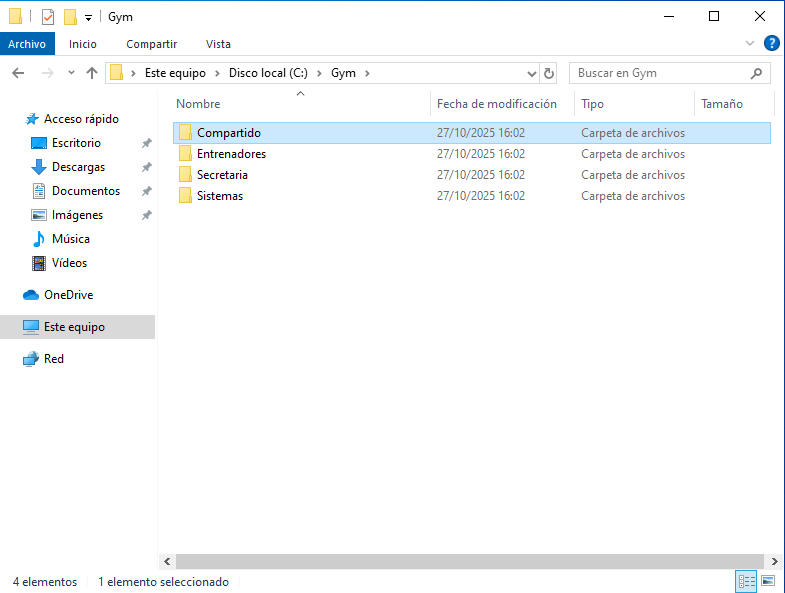 Gym
Archivo Inicio Compartir Vista
Este equipo Disco local (C:) Gym Buscar en Gym
Nombre Fecha de modificación Tipo Tamaño
Acceso rápido
Escritorio
Descargas
Documentos
Imágenes
Música
Vídeos
OneDrive
Este equipo
Red
Compartido 27/10/2025 16:02 Carpeta de archivos
Entrenadores 27/10/2025 16:02 Carpeta de archivos
Secretaria 27/10/2025 16:02 Carpeta de archivos
Sistemas 27/10/2025 16:02 Carpeta de archivos
4 elementos 1 elemento seleccionado